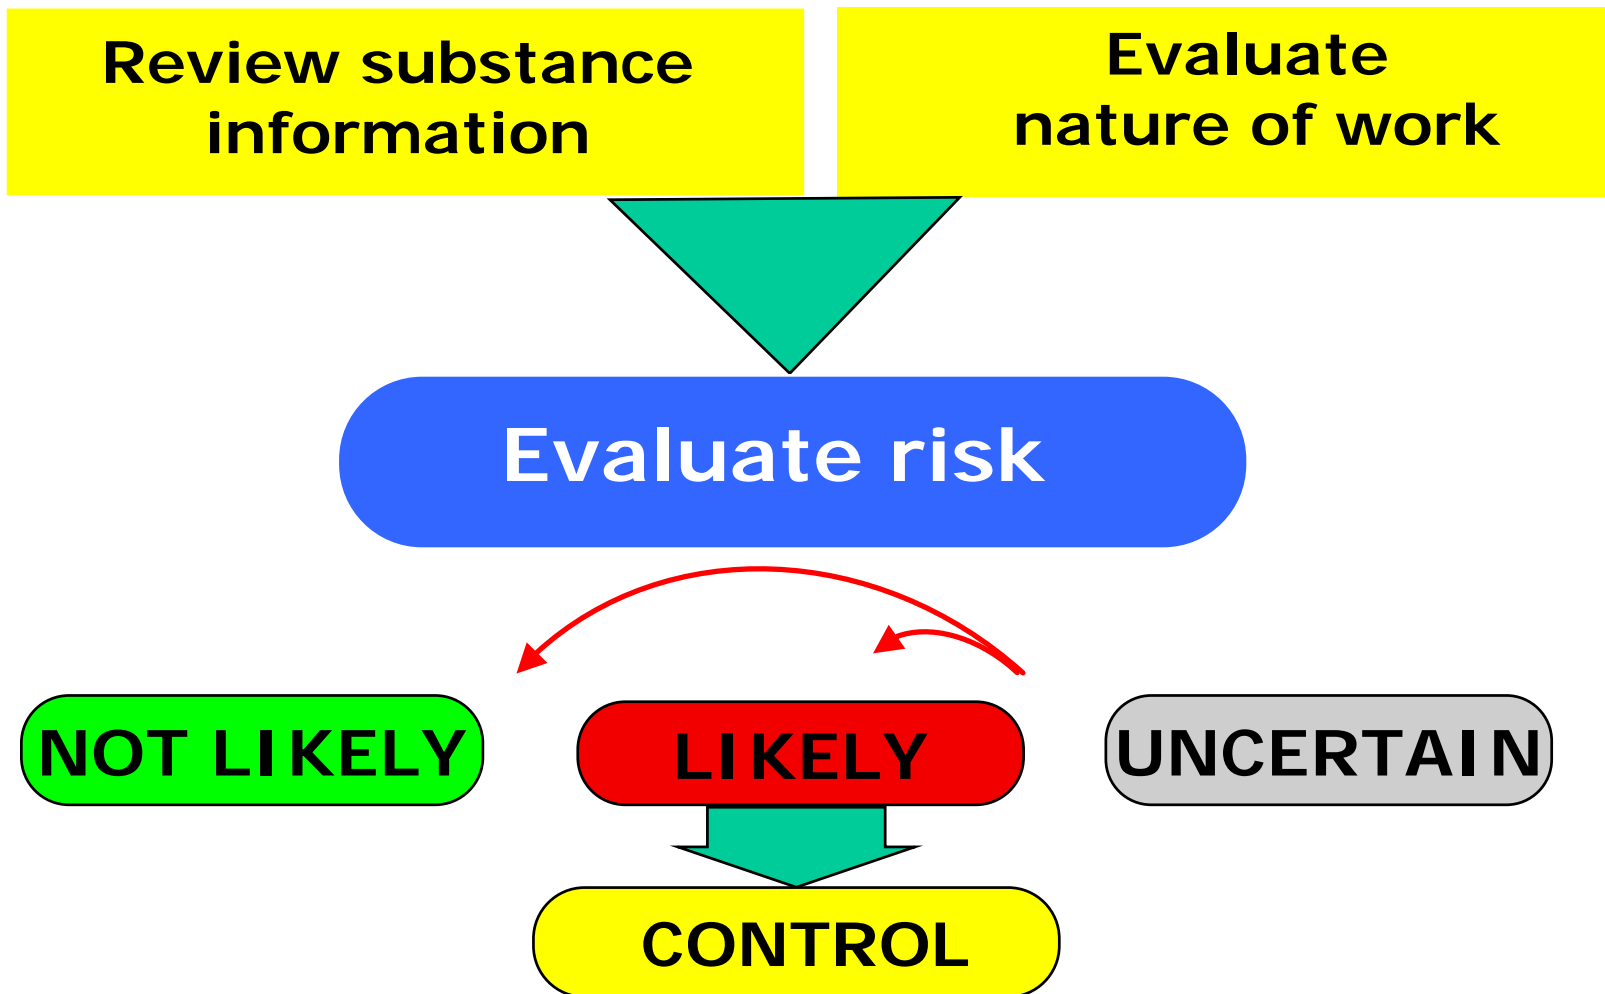 Review substance
information
Evaluate
nature of work
Evaluate risk
NOT LIKELY
LIKELY
UNCERTAIN
CONTROL